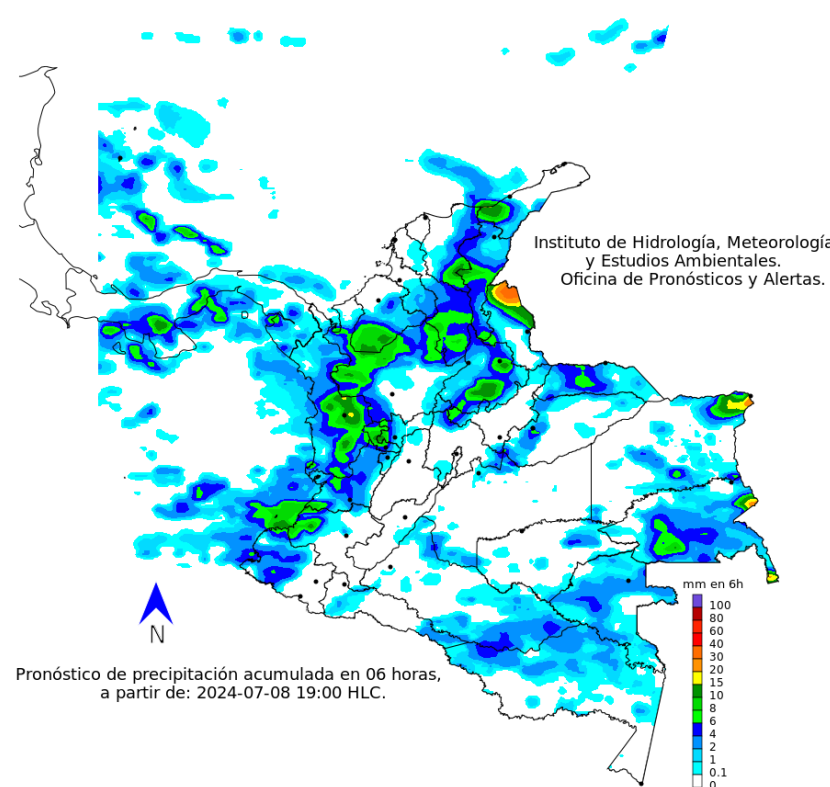 Instituto de Hidrología, Meteorología
y Estudios Ambientales.
Oficina de Pronósticos y Alertas.
mm en 6h
100
80
60
40
30
20
15
10
8
6
4
2
1
0.1
0
N
Pronóstico de precipitación acumulada en 06 horas,
a partir de: 2024-07-08 19:00 HLC.